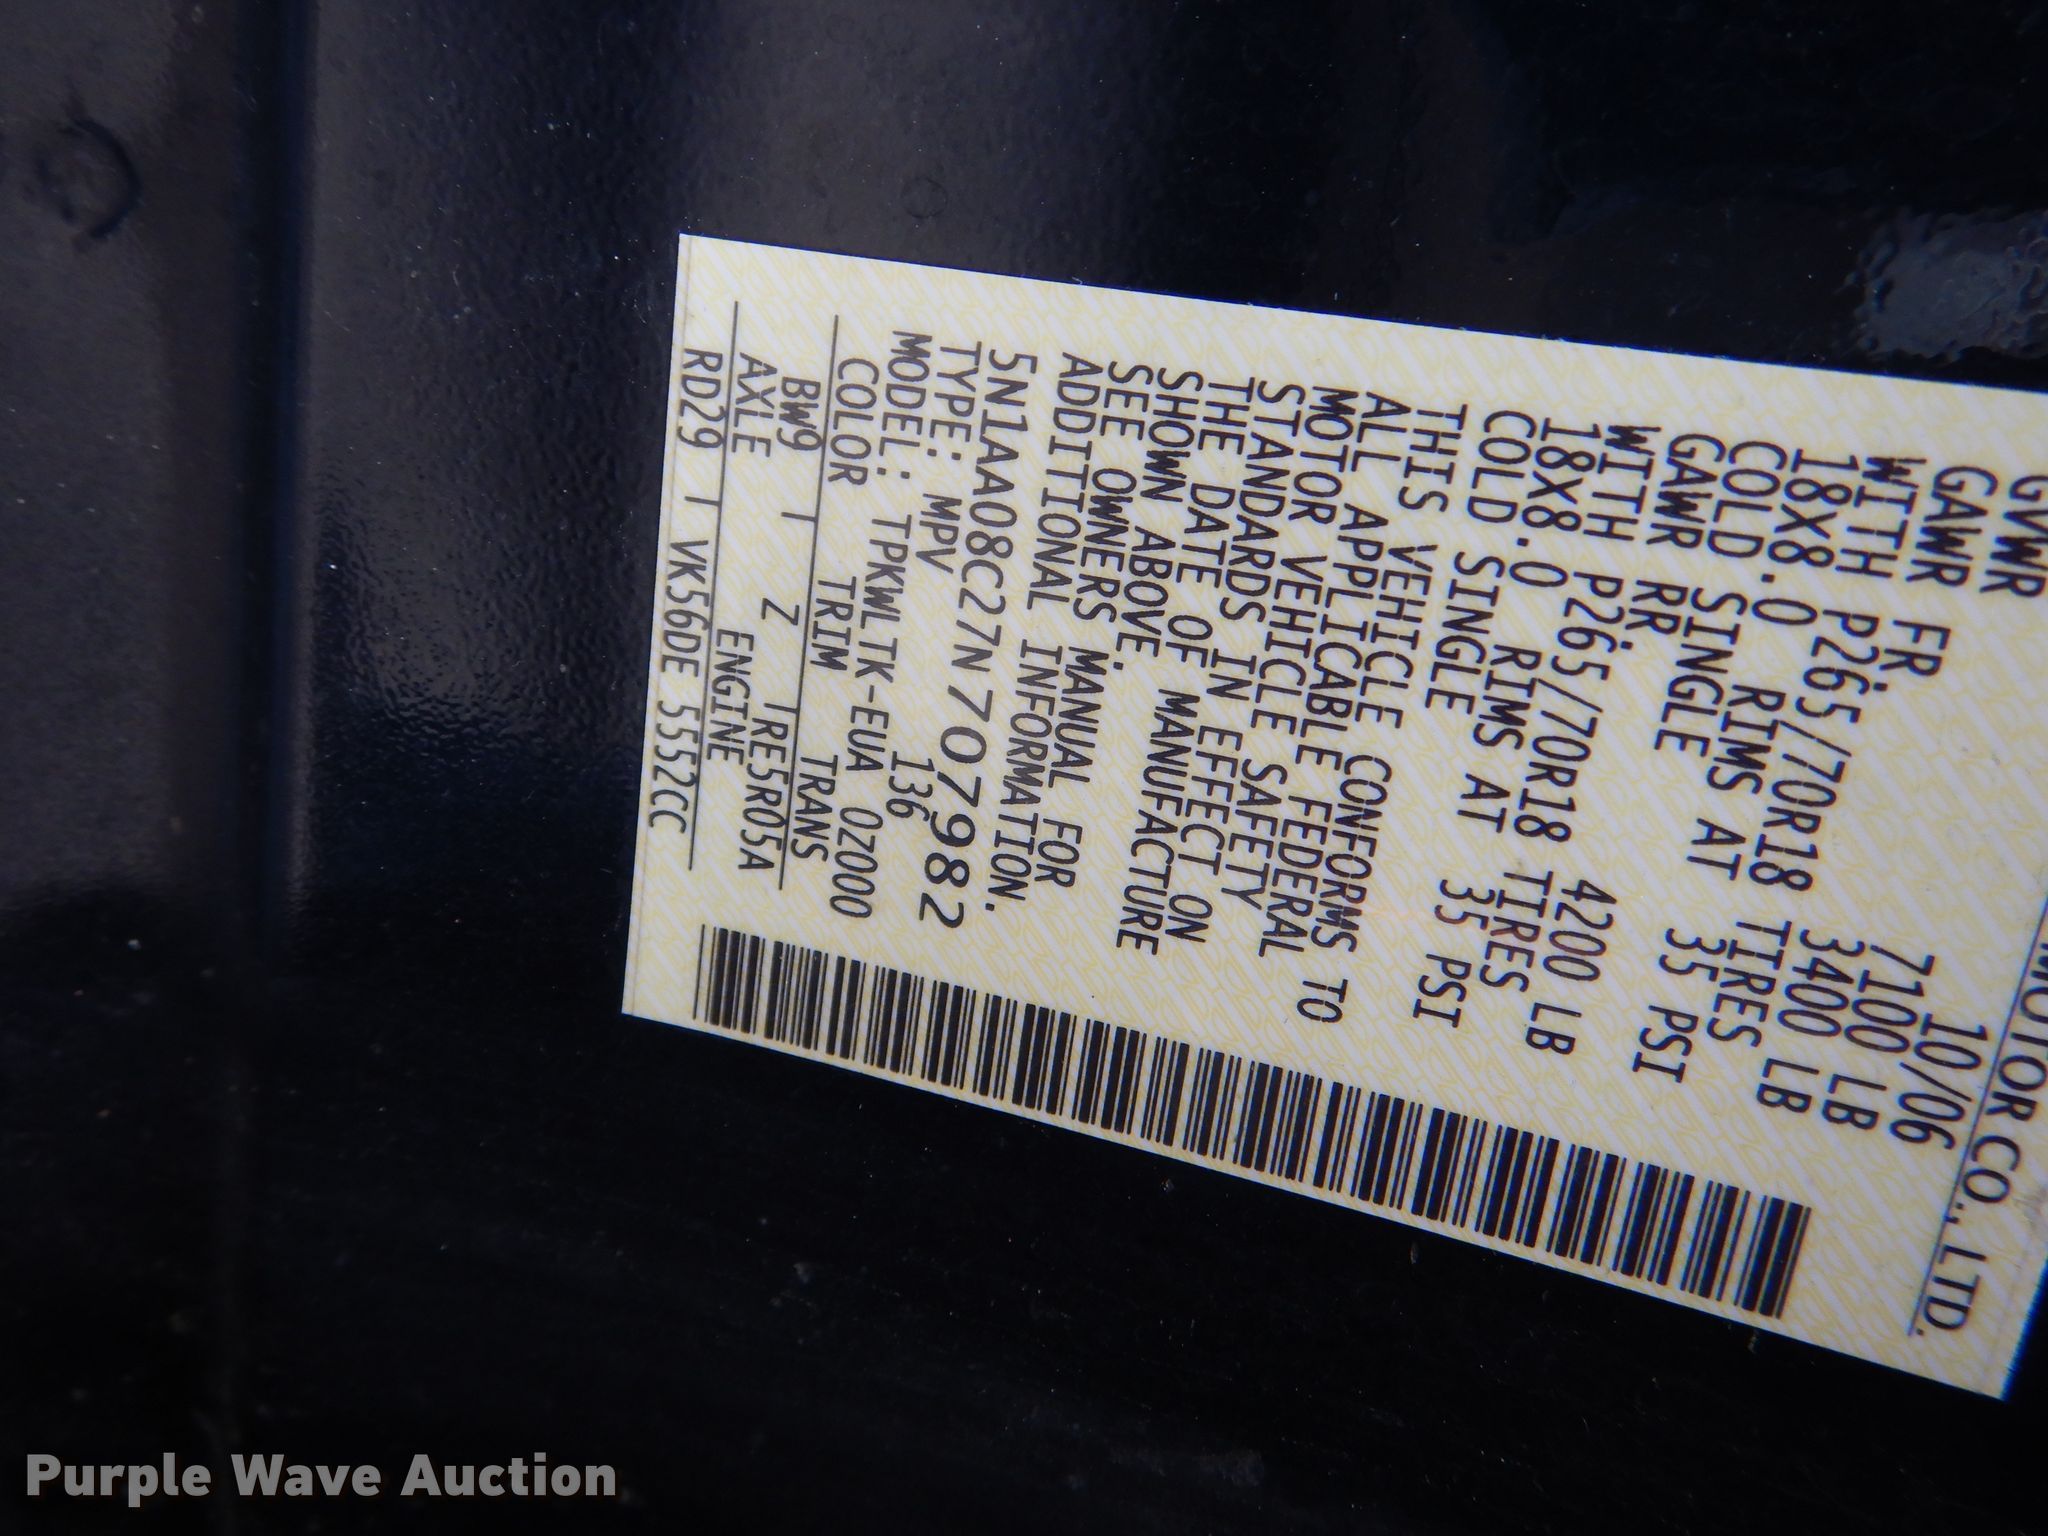 MOTOR CO., LTD.
10/06
GVWR 7100 LB
GAWR FR. 3400 LB
WITH P265/70R18 TIRES
18X8.0 RIMS AT 35 PSI
COLD SINGLE
GAWR RR. 4200 LB
WITH P265/70R18 TIRES
18X8.0 RIMS AT 35 PSI
COLD SINGLE
THIS VEHICLE CONFORMS TO
ALL APPLICABLE FEDERAL
MOTOR VEHICLE SAFETY
STANDARDS IN EFFECT ON
THE DATE OF MANUFACTURE
SHOWN ABOVE.
SEE OWNERS MANUAL FOR
ADDITIONAL INFORMATION.
5N1AA08C27N707982
TYPE: MPV 136
MODEL: TPKWLTK-EUA 0Z000
COLOR TRIM TRANS
BW9 Z RE5R05A
AXLE ENGINE
RD29 VK56DE 5552CC
Purple Wave Auction